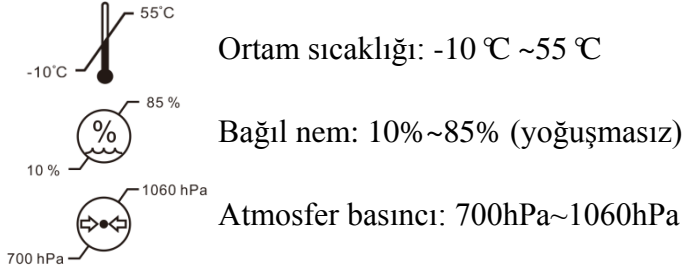 55°C
-10°C
Ortam sıcaklığı: -10 ℃ ~55 ℃
85 %
%
10 %
Bağıl nem: 10%~85% (yoğuşmasız)
1060 hPa
700 hPa
Atmosfer basıncı: 700hPa~1060hPa